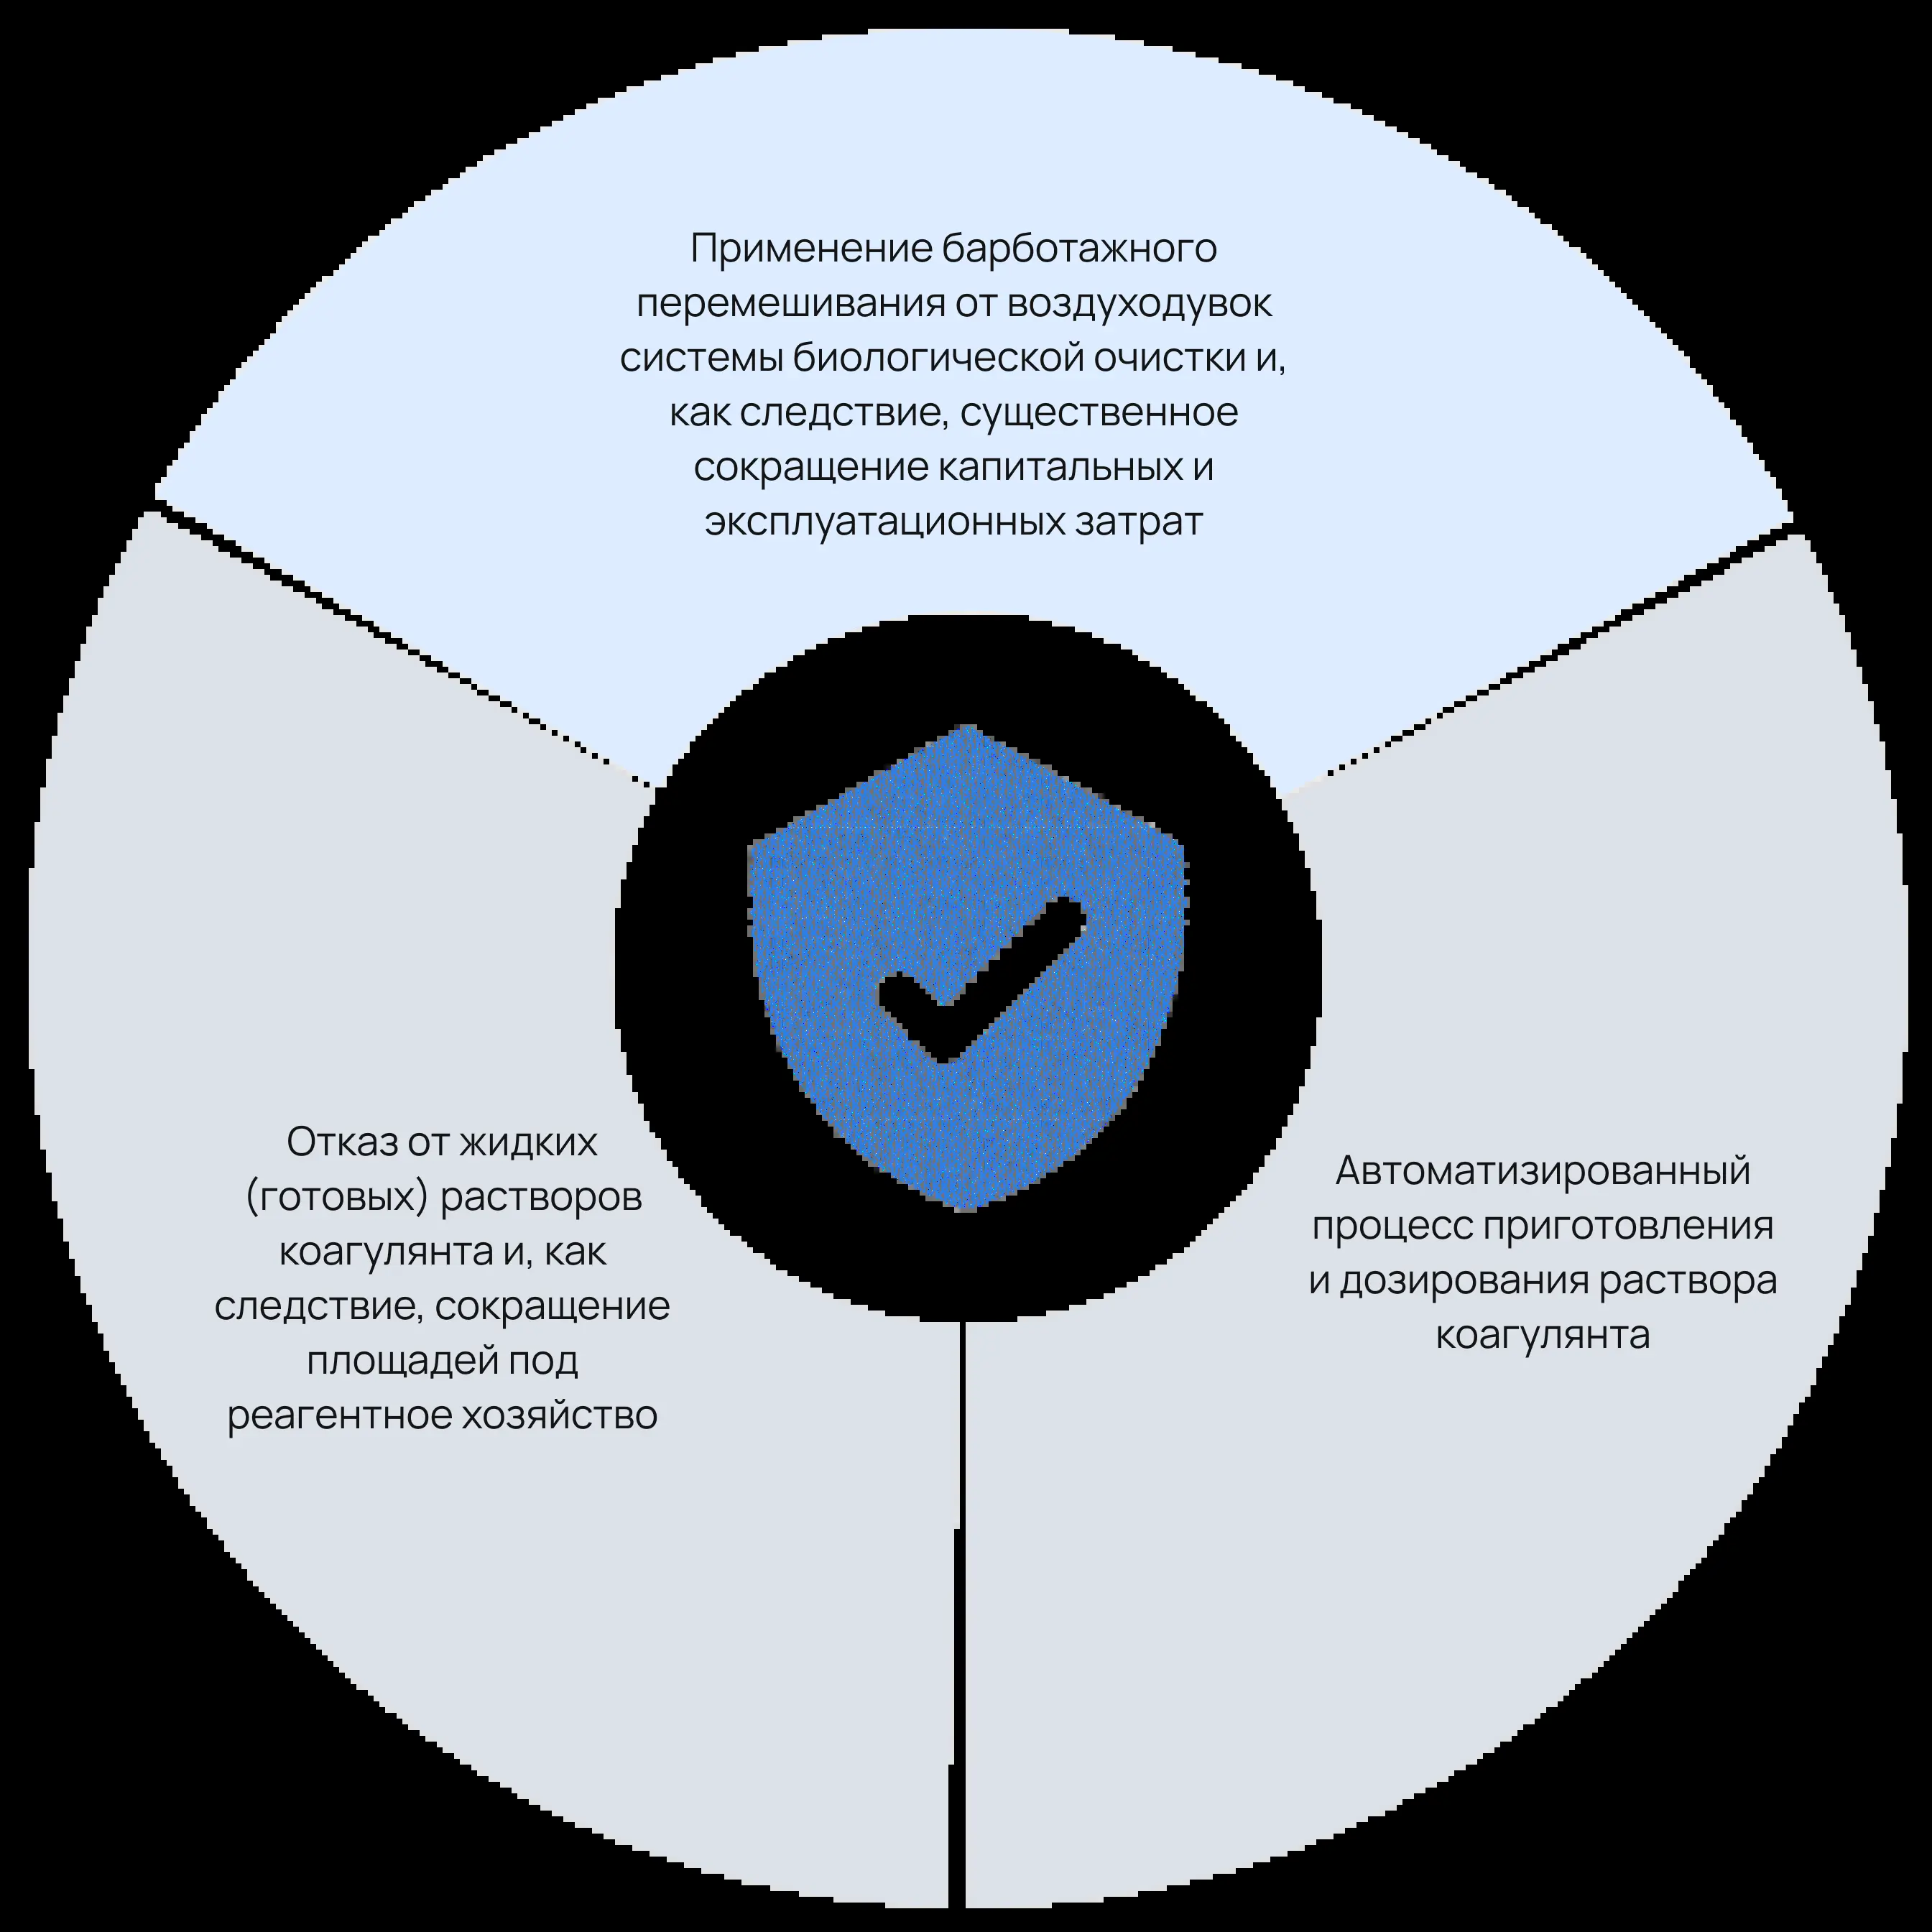 Применение барботажного
перемешивания от воздуходувок
системы биологической очистки и,
как следствие, существенное
сокращение капитальных и
эксплуатационных затрат
Отказ от жидких
(готовых) растворов
коагулянта и, как
следствие, сокращение
площадей под
реагентное хозяйство
Автоматизированный
процесс приготовления
и дозирования раствора
коагулянта